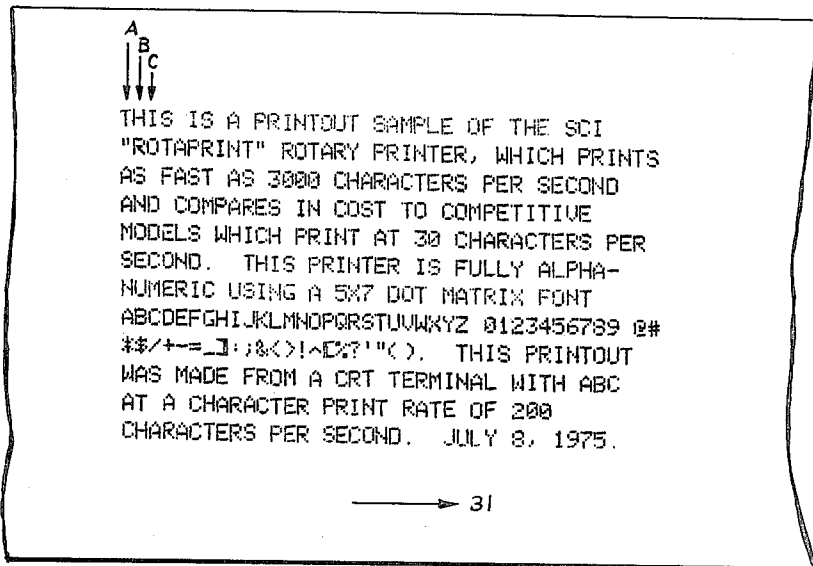 A
B
C
THIS IS A PRINTOUT SAMPLE OF THE SCI
"ROTAPRINT" ROTARY PRINTER, WHICH PRINTS
AS FAST AS 3000 CHARACTERS PER SECOND
AND COMPARES IN COST TO COMPETITIVE
MODELS WHICH PRINT AT 30 CHARACTERS PER
SECOND. THIS PRINTER IS FULLY ALPHA-
NUMERIC USING A 5X7 DOT MATRIX FONT
ABCDEFGHIJKLMNOPQRSTUVWXYZ 0123456789 @#
*$/+-=_]:;&<>!^[%?'"(). THIS PRINTOUT
WAS MADE FROM A CRT TERMINAL WITH ABC
AT A CHARACTER PRINT RATE OF 200
CHARACTERS PER SECOND. JULY 8, 1975.
31